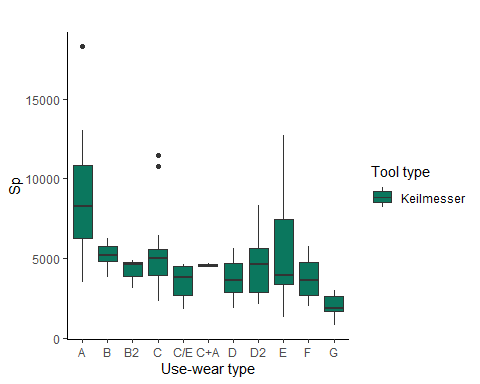 Sp
15000
10000
5000
0
A B B2 C C/E C+A D D2 E F G
Use-wear type
Tool type
Keilmesser